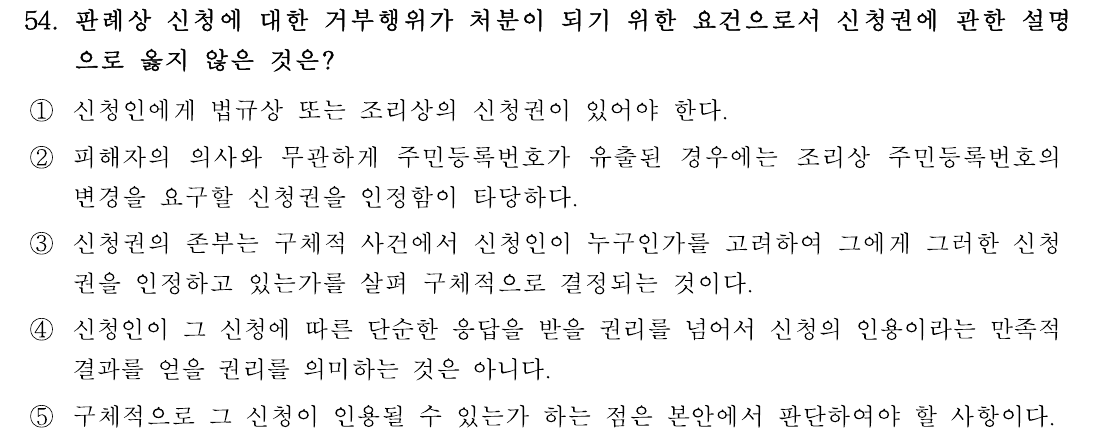 54. 판례상 신청에 대한 거부행위가 처분이 되기 위한 요건으로서 신청권에 관한 설명
으로 옳지 않은 것은?
① 신청인에게 법규상 또는 조리상의 신청권이 있어야 한다.
② 피해자의 의사와 무관하게 주민등록번호가 유출된 경우에는 조리상 주민등록번호의
변경을 요구할 신청권을 인정함이 타당하다.
③ 신청권의 존부는 구체적 사건에서 신청인이 누구인가를 고려하여 그에게 그러한 신청
권을 인정하고 있는가를 살펴 구체적으로 결정되는 것이다.
④ 신청인이 그 신청에 따른 단순한 응답을 받을 권리를 넘어서 신청의 인용이라는 만족적
결과를 얻을 권리를 의미하는 것은 아니다.
⑤ 구체적으로 그 신청이 인용될 수 있는가 하는 점은 본안에서 판단하여야 할 사항이다.